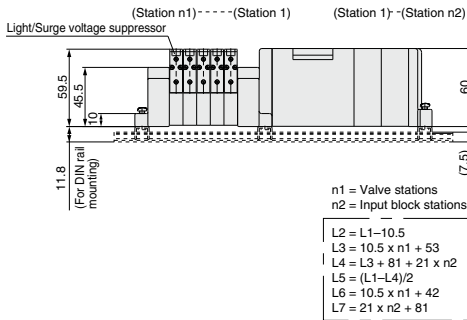 (Station n1) - - - - - (Station 1)
(Station 1) - - (Station n2)
Light/Surge voltage suppressor
59.5
45.5
10
60
11.8
(For DIN rail
mounting)
(7.5)
n1 = Valve stations
n2 = Input block stations
L2 = L1–10.5
L3 = 10.5 x n1 + 53
L4 = L3 + 81 + 21 x n2
L5 = (L1–L4)/2
L6 = 10.5 x n1 + 42
L7 = 21 x n2 + 81